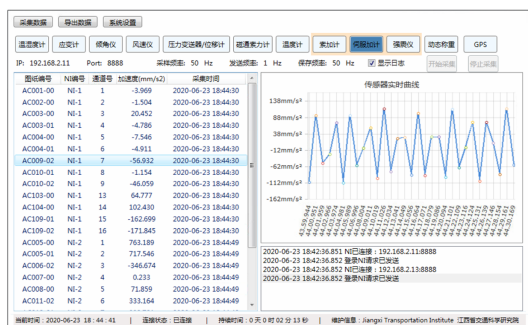 采集数据 导出数据 系统设置
温湿度计 应变计 倾角仪 风速仪 压力变送器/位移计 磁通索力计 温度计 索加计 伺服加计 强震仪 动态称重 GPS
IP: 192.168.2.11 Port: 8888 采样频率: 50 Hz 发送频率: 1 Hz 保存频率: 50 Hz 显示日志 开始采集 停止采集
图纸编号 NI编号 通道号 加速度(mm/s2) 采集时间
AC001-00 NI-1 1 -3.969 2020-06-23 18:44:30
AC002-00 NI-1 2 -1.504 2020-06-23 18:44:30
AC003-00 NI-1 3 20.452 2020-06-23 18:44:30
AC003-01 NI-1 4 -4.786 2020-06-23 18:44:30
AC004-00 NI-1 5 -7.546 2020-06-23 18:44:30
AC004-01 NI-1 6 -4.911 2020-06-23 18:44:30
AC009-02 NI-1 7 -56.932 2020-06-23 18:44:30
AC010-01 NI-1 8 -1.154 2020-06-23 18:44:30
AC010-02 NI-1 9 -46.059 2020-06-23 18:44:30
AC103-00 NI-1 13 64.777 2020-06-23 18:44:30
AC104-00 NI-1 14 102.430 2020-06-23 18:44:30
AC109-01 NI-1 15 -162.699 2020-06-23 18:44:30
AC109-02 NI-1 16 -171.845 2020-06-23 18:44:30
AC005-00 NI-2 1 763.189 2020-06-23 18:44:49
AC005-01 NI-2 2 717.546 2020-06-23 18:44:49
AC006-02 NI-2 3 -346.674 2020-06-23 18:44:49
AC007-00 NI-2 4 0.233 2020-06-23 18:44:49
AC008-00 NI-2 5 71.859 2020-06-23 18:44:49
AC011-02 NI-2 6 333.164 2020-06-23 18:44:49
传感器实时曲线
138mm/s²
88mm/s²
38mm/s²
-12mm/s²
-62mm/s²
-112mm/s²
-162mm/s²
2020-06-23 18:42:36.851 NI已连接: 192.168.2.11:8888
2020-06-23 18:42:36.852 登录NI请求已发送
2020-06-23 18:42:36.852 NI已连接: 192.168.2.13:8888
2020-06-23 18:42:36.852 登录NI请求已发送
当前时间: 2020-06-23 18 : 44 : 41 | 连接状态: 已连接 | 持续时间: 0 天 0 时 02 分 13 秒 | 维护信息: Jiangxi Transportation Institute 江西省交通科学研究院